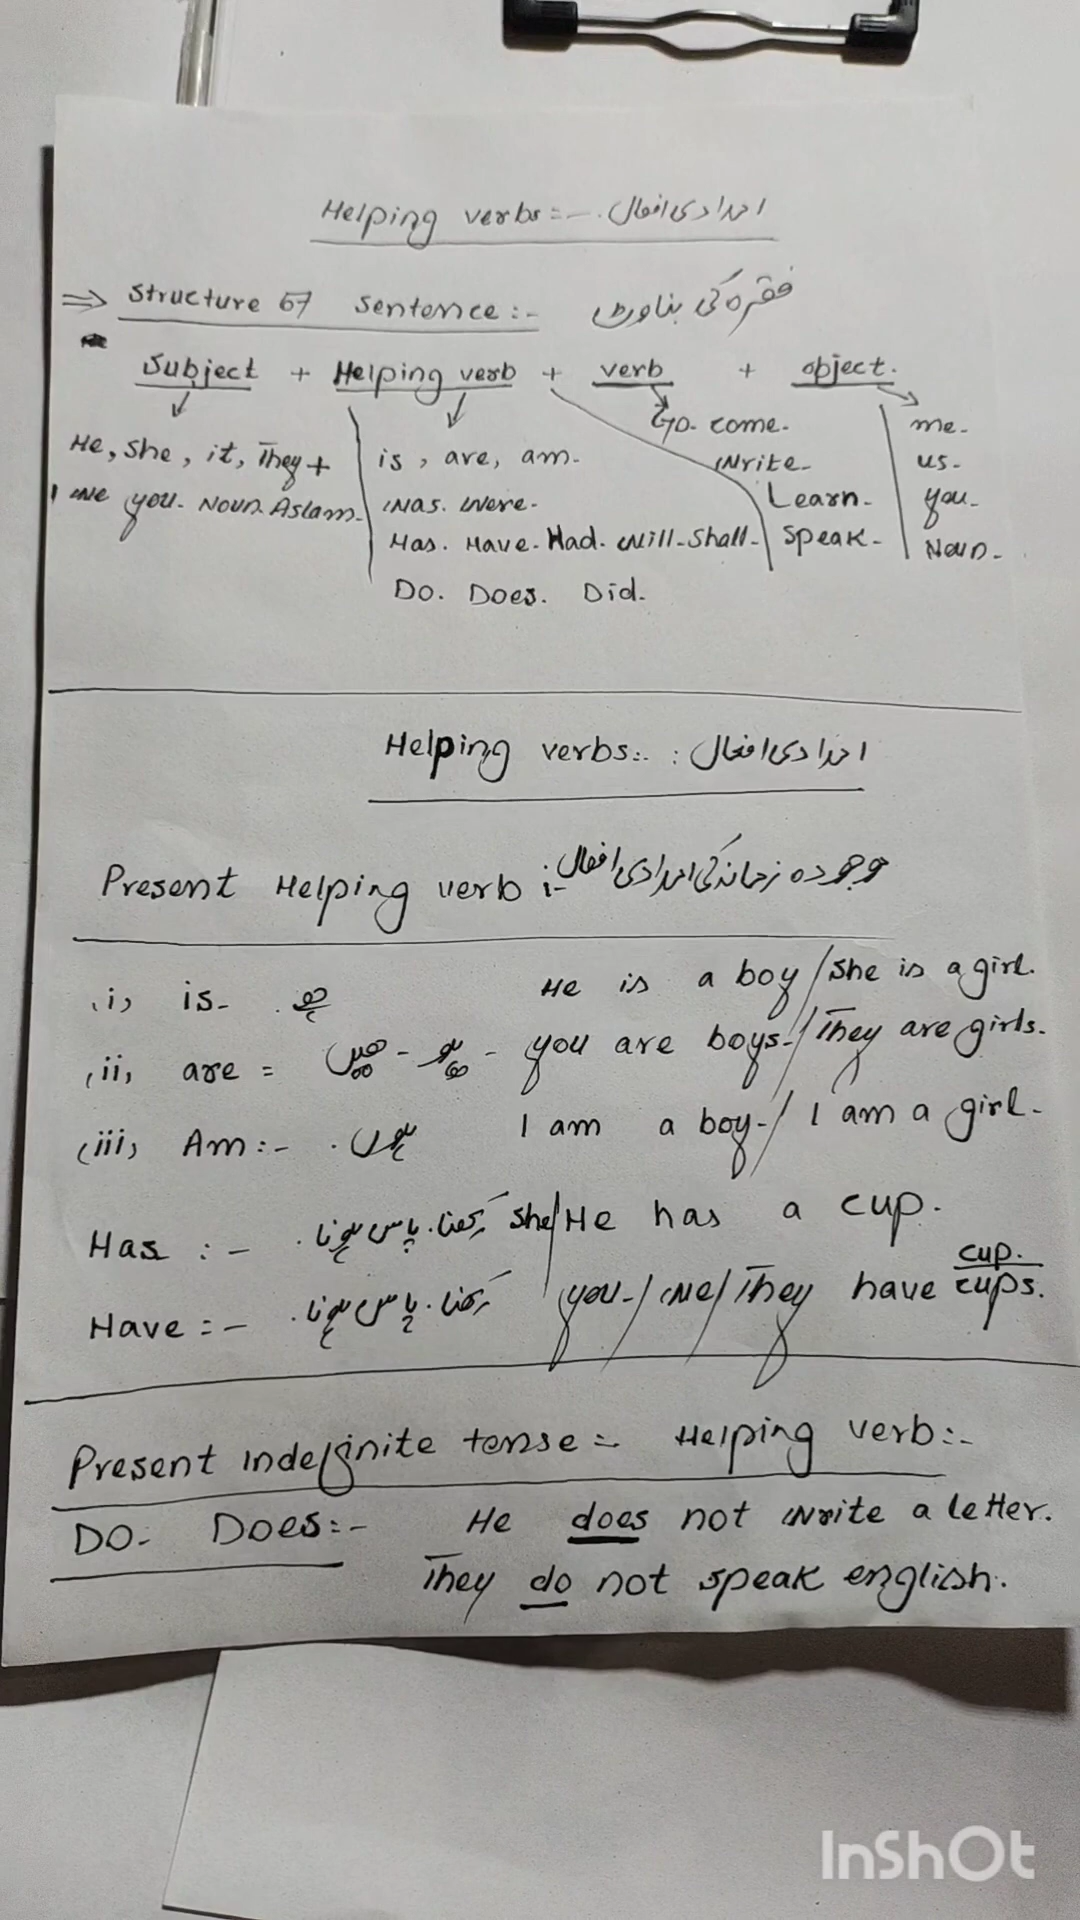 Helping verbs:- امدادی افعال
⇒ Structure of Sentence:- فقرہ کی بناوٹ
Subject + Helping verb + verb + object.
He, she, it, They + is, are, am. Go. come. me.
I we you. Noun. Aslam. Was. Were. Write. us.
Has. Have. Had. Will. Shall. Learn. you.
Do. Does. Did. Speak. Noun.
Helping verbs: امدادی افعال
Present Helping verb:- موجودہ زمانہ کی امدادی افعال
(i) is- ہے He is a boy / She is a girl.
(ii) are = ہو - ہیں - you are boys. / They are girls.
(iii) Am:- ہوں I am a boy. / I am a girl.
Has :- رکھنا. پاس ہونا. She/He has a cup.
Have :- رکھنا. پاس ہونا. you / we / They have cup. cups.
Present indefinite tense = Helping verb:-
DO. Does:- He does not write a letter.
They do not speak english.
InShOt